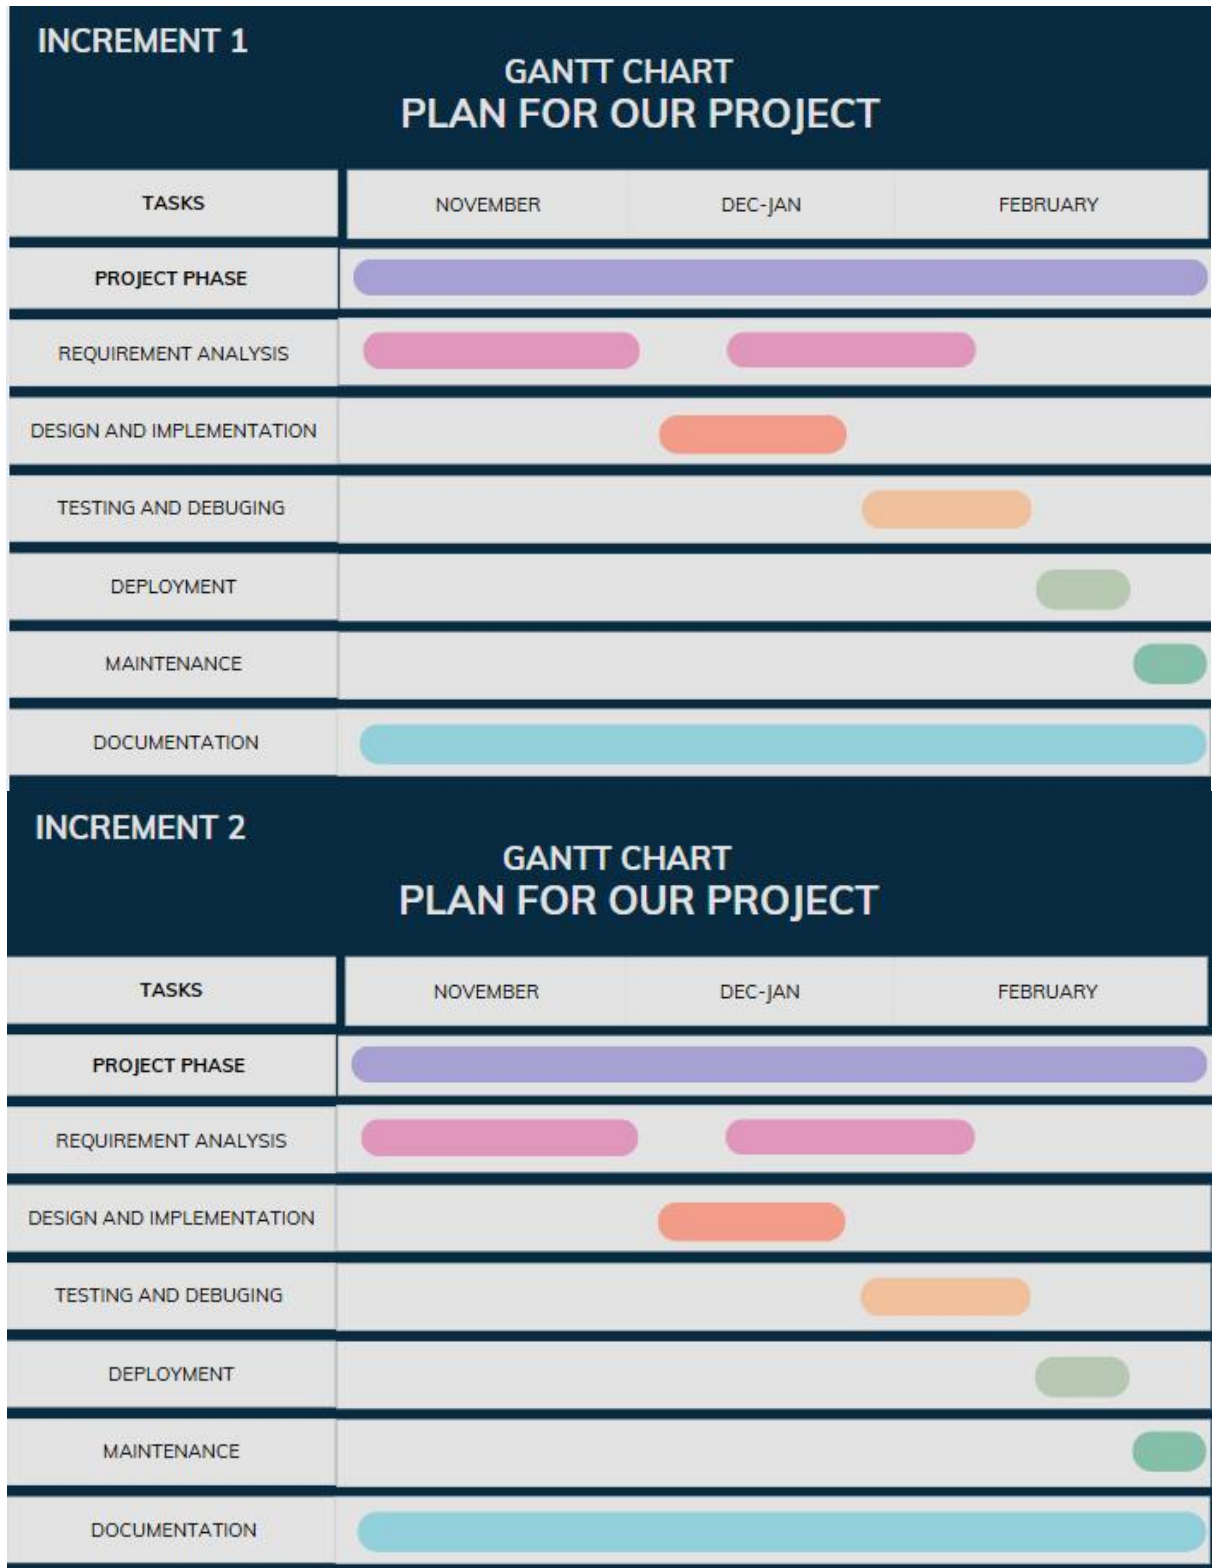 INCREMENT 1
GANTT CHART
PLAN FOR OUR PROJECT
TASKS NOVEMBER DEC-JAN FEBRUARY
PROJECT PHASE
REQUIREMENT ANALYSIS
DESIGN AND IMPLEMENTATION
TESTING AND DEBUGING
DEPLOYMENT
MAINTENANCE
DOCUMENTATION
INCREMENT 2
GANTT CHART
PLAN FOR OUR PROJECT
TASKS NOVEMBER DEC-JAN FEBRUARY
PROJECT PHASE
REQUIREMENT ANALYSIS
DESIGN AND IMPLEMENTATION
TESTING AND DEBUGING
DEPLOYMENT
MAINTENANCE
DOCUMENTATION